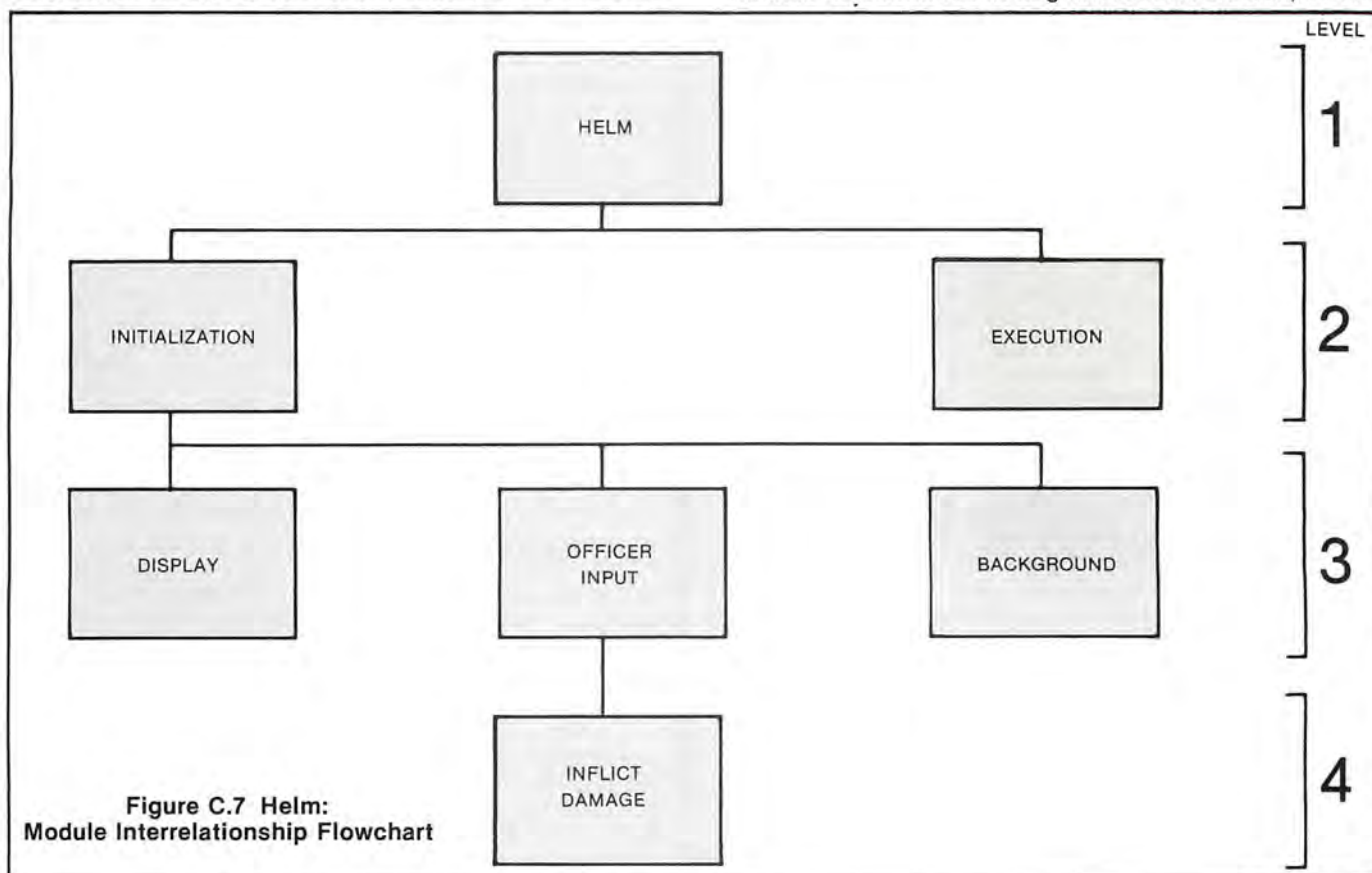 LEVEL
HELM
1
INITIALIZATION
EXECUTION
2
DISPLAY
OFFICER
INPUT
BACKGROUND
3
INFLICT
DAMAGE
4
Figure C.7 Helm:
Module Interrelationship Flowchart